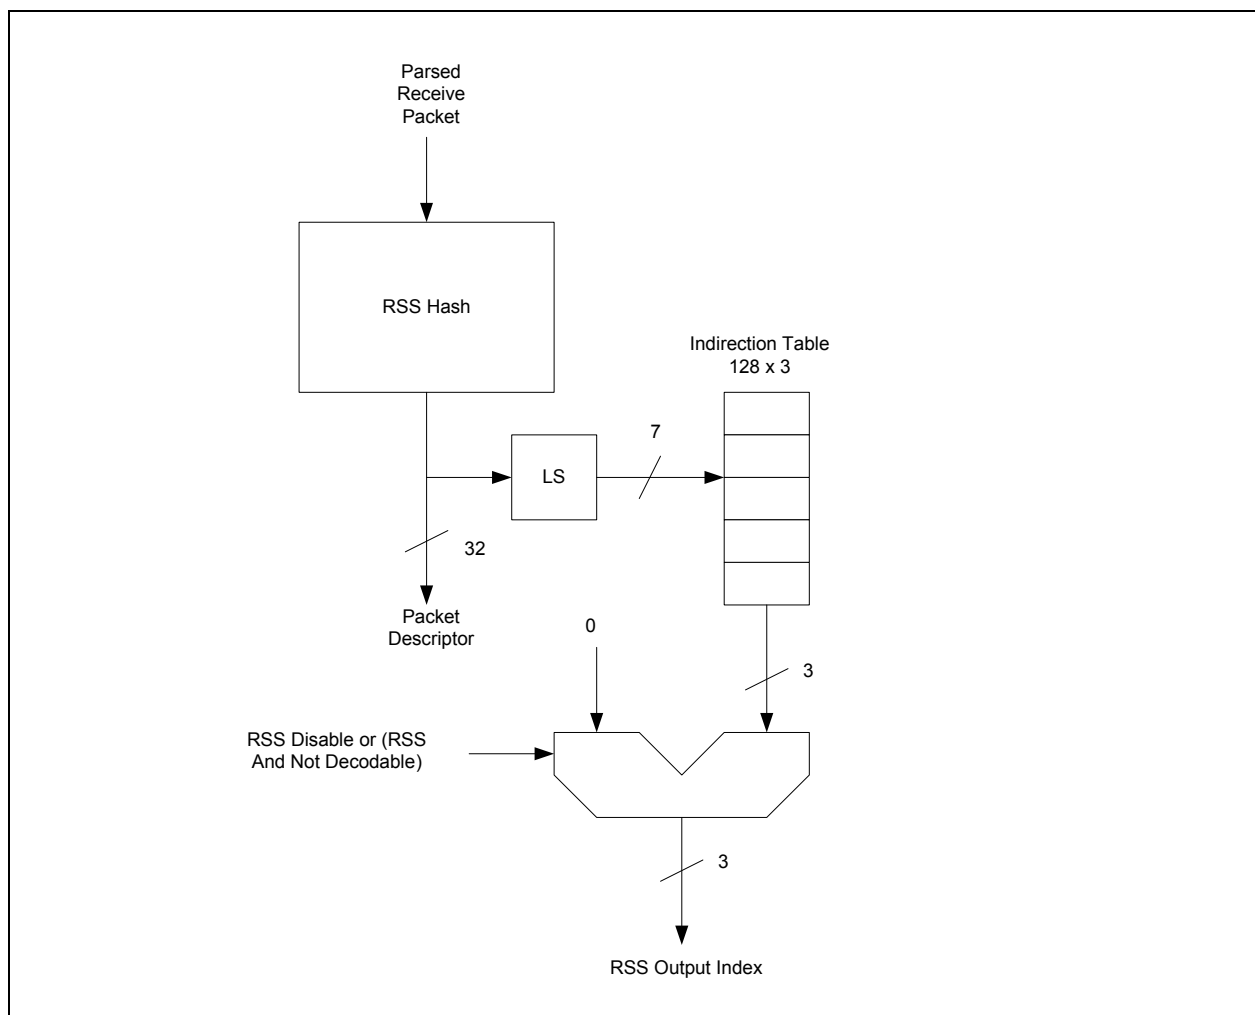 Parsed
Receive
Packet
RSS Hash
Indirection Table
128 x 3
7
LS
32
Packet
Descriptor
0
3
RSS Disable or (RSS
And Not Decodable)
3
RSS Output Index